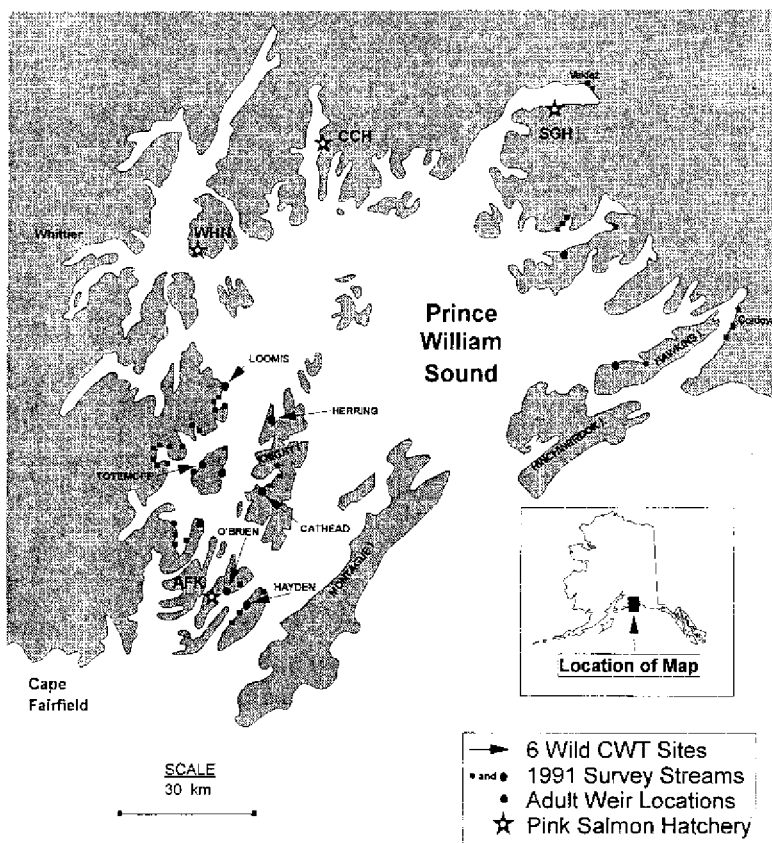 Valdez
CCH
SGH
Whittier
WHN
Prince
William
Sound
Cordova
HAWKINS I.
LOOMIS
HERRING
KNIGHT I.
HINCHINBROOK I.
TOTEMOFF
CATHEAD
O'BRIEN
AFK
HAYDEN
MONTAGUE I.
Location of Map
Cape
Fairfield
6 Wild CWT Sites
and 1991 Survey Streams
Adult Weir Locations
Pink Salmon Hatchery
SCALE
30 km